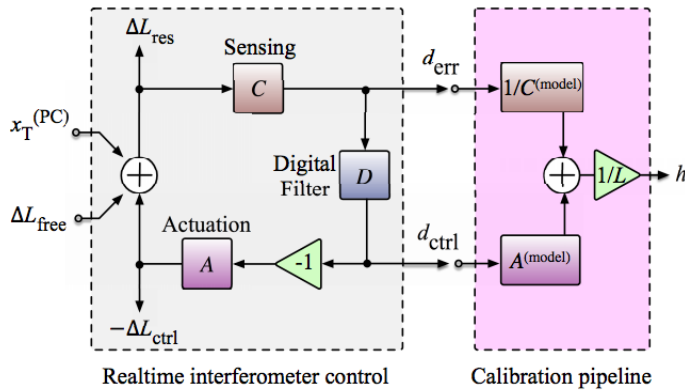 ΔL_res
Sensing
C
d_err
1/C^(model)
x_T^(PC)
Digital
Filter
D
1/L
h
ΔL_free
Actuation
A
-1
d_ctrl
A^(model)
−ΔL_ctrl
Realtime interferometer control
Calibration pipeline